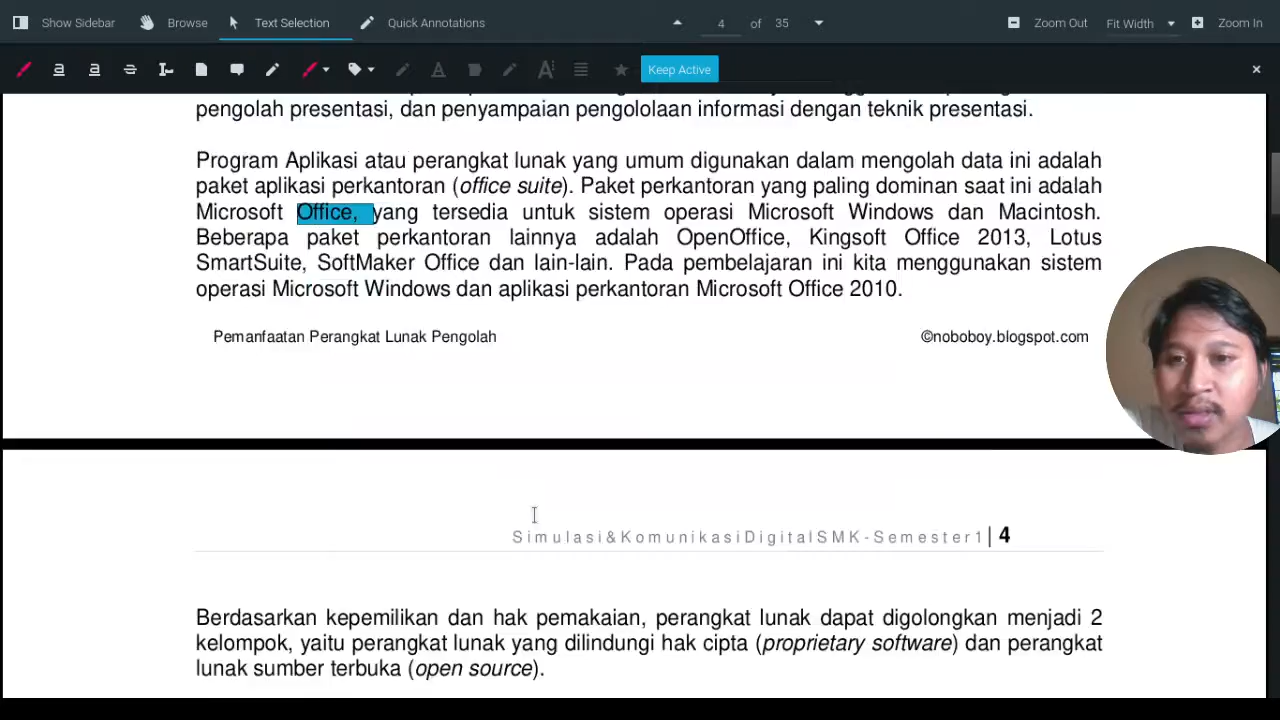 Show Sidebar
Browse
Text Selection
Quick Annotations
4 of 35
Zoom Out
Fit Width
Zoom In
Keep Active
pengolah presentasi, dan penyampaian pengololaan informasi dengan teknik presentasi.
Program Aplikasi atau perangkat lunak yang umum digunakan dalam mengolah data ini adalah
paket aplikasi perkantoran (office suite). Paket perkantoran yang paling dominan saat ini adalah
Microsoft Office, yang tersedia untuk sistem operasi Microsoft Windows dan Macintosh.
Beberapa paket perkantoran lainnya adalah OpenOffice, Kingsoft Office 2013, Lotus
SmartSuite, SoftMaker Office dan lain-lain. Pada pembelajaran ini kita menggunakan sistem
operasi Microsoft Windows dan aplikasi perkantoran Microsoft Office 2010.
Pemanfaatan Perangkat Lunak Pengolah
©noboboy.blogspot.com
Simulasi&KomunikasiDigitalSMK-Semester1| 4
Berdasarkan kepemilikan dan hak pemakaian, perangkat lunak dapat digolongkan menjadi 2
kelompok, yaitu perangkat lunak yang dilindungi hak cipta (proprietary software) dan perangkat
lunak sumber terbuka (open source).